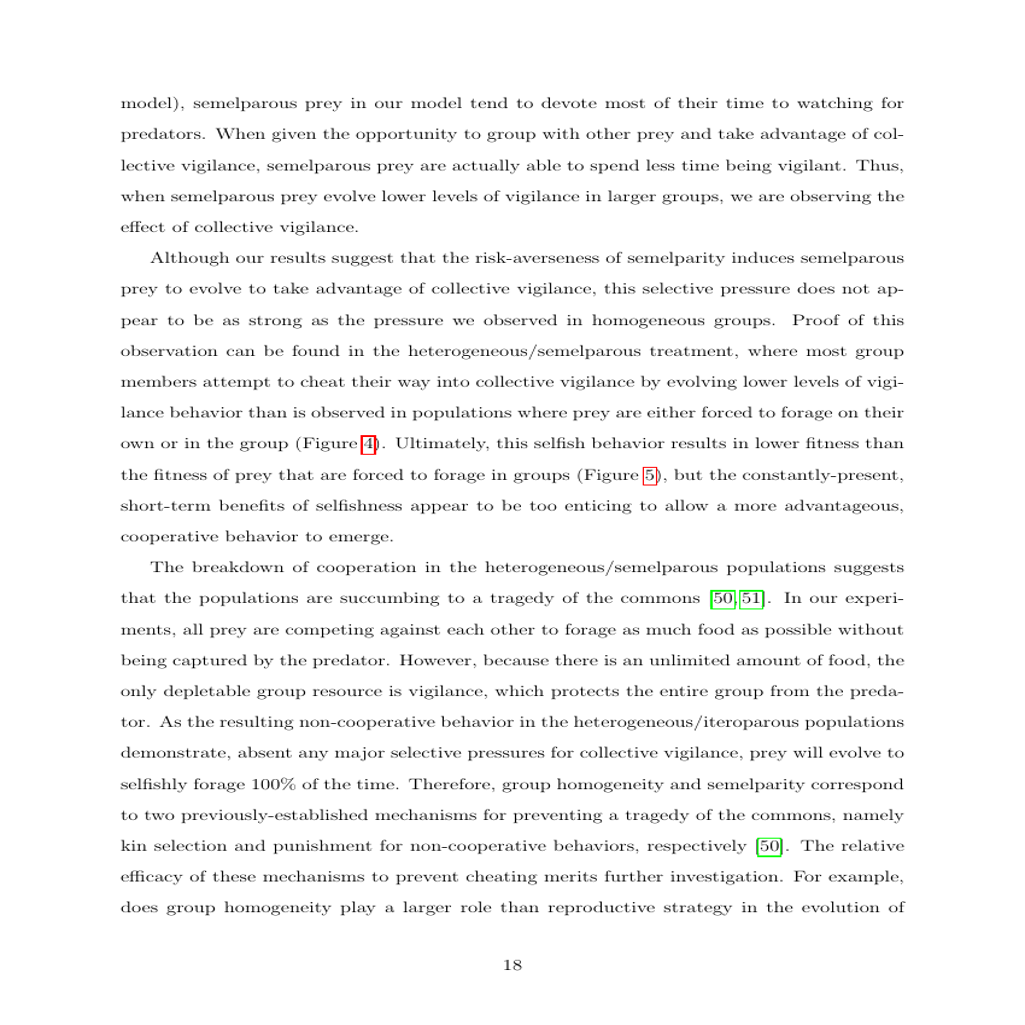 model), semelparous prey in our model tend to devote most of their time to watching for
predators. When given the opportunity to group with other prey and take advantage of col-
lective vigilance, semelparous prey are actually able to spend less time being vigilant. Thus,
when semelparous prey evolve lower levels of vigilance in larger groups, we are observing the
effect of collective vigilance.
Although our results suggest that the risk-averseness of semelparity induces semelparous
prey to evolve to take advantage of collective vigilance, this selective pressure does not ap-
pear to be as strong as the pressure we observed in homogeneous groups. Proof of this
observation can be found in the heterogeneous/semelparous treatment, where most group
members attempt to cheat their way into collective vigilance by evolving lower levels of vigi-
lance behavior than is observed in populations where prey are either forced to forage on their
own or in the group (Figure 4). Ultimately, this selfish behavior results in lower fitness than
the fitness of prey that are forced to forage in groups (Figure 5), but the constantly-present,
short-term benefits of selfishness appear to be too enticing to allow a more advantageous,
cooperative behavior to emerge.
The breakdown of cooperation in the heterogeneous/semelparous populations suggests
that the populations are succumbing to a tragedy of the commons [50, 51]. In our experi-
ments, all prey are competing against each other to forage as much food as possible without
being captured by the predator. However, because there is an unlimited amount of food, the
only depletable group resource is vigilance, which protects the entire group from the preda-
tor. As the resulting non-cooperative behavior in the heterogeneous/iteroparous populations
demonstrate, absent any major selective pressures for collective vigilance, prey will evolve to
selfishly forage 100% of the time. Therefore, group homogeneity and semelparity correspond
to two previously-established mechanisms for preventing a tragedy of the commons, namely
kin selection and punishment for non-cooperative behaviors, respectively [50]. The relative
efficacy of these mechanisms to prevent cheating merits further investigation. For example,
does group homogeneity play a larger role than reproductive strategy in the evolution of
18